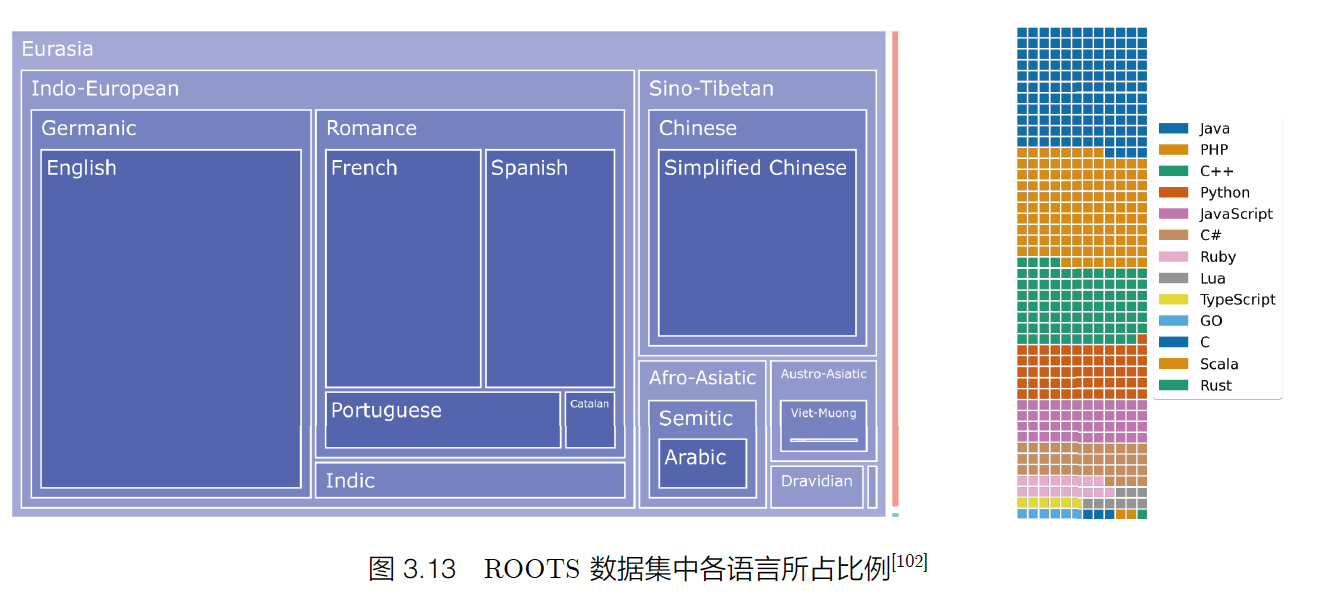 Eurasia
Indo-European
Germanic
English
Romance
French
Spanish
Portuguese
Catalan
Indic
Sino-Tibetan
Chinese
Simplified Chinese
Afro-Asiatic
Semitic
Arabic
Austro-Asiatic
Viet-Muong
Dravidian
Java
PHP
C++
Python
JavaScript
C#
Ruby
Lua
TypeScript
GO
C
Scala
Rust
图 3.13 ROOTS 数据集中各语言所占比例[102]